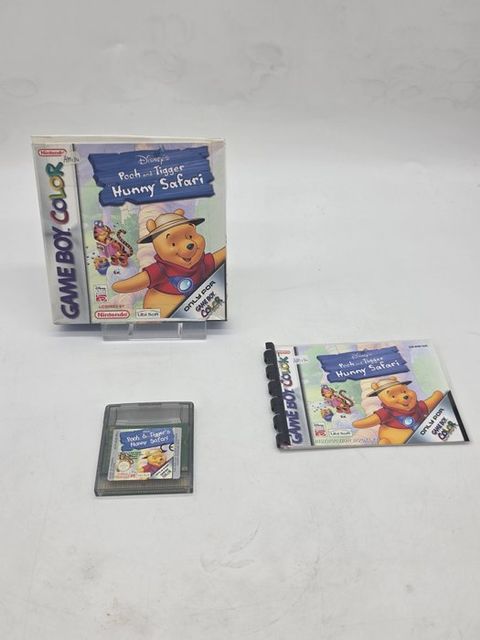 Nintendo
GAME BOY COLOR
Disney's
Pooh and Tigger
Hunny Safari
ONLY FOR
GAME BOY
COLOR
Disney
LICENSED BY
Nintendo
Ubi Soft
Pooh & Tigger's
Hunny Safari
GAME BOY COLOR
Disney's
Pooh and Tigger
Hunny Safari
ONLY FOR
GAME BOY
COLOR
Ubi Soft